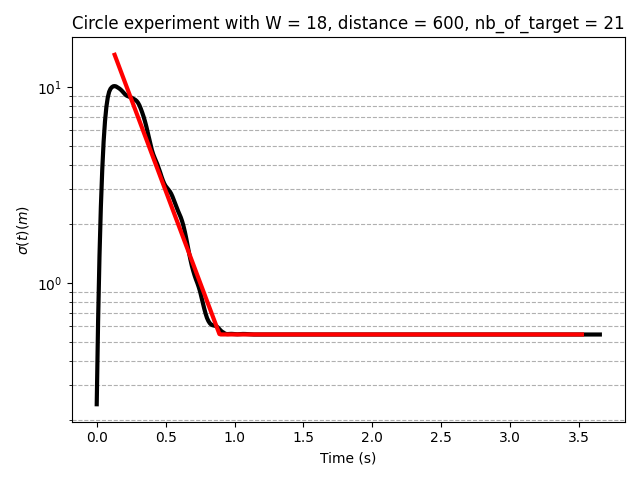 Circle experiment with W = 18, distance = 600, nb_of_target = 21
10¹
10⁰
σ(t)(m)
0.0 0.5 1.0 1.5 2.0 2.5 3.0 3.5
Time (s)